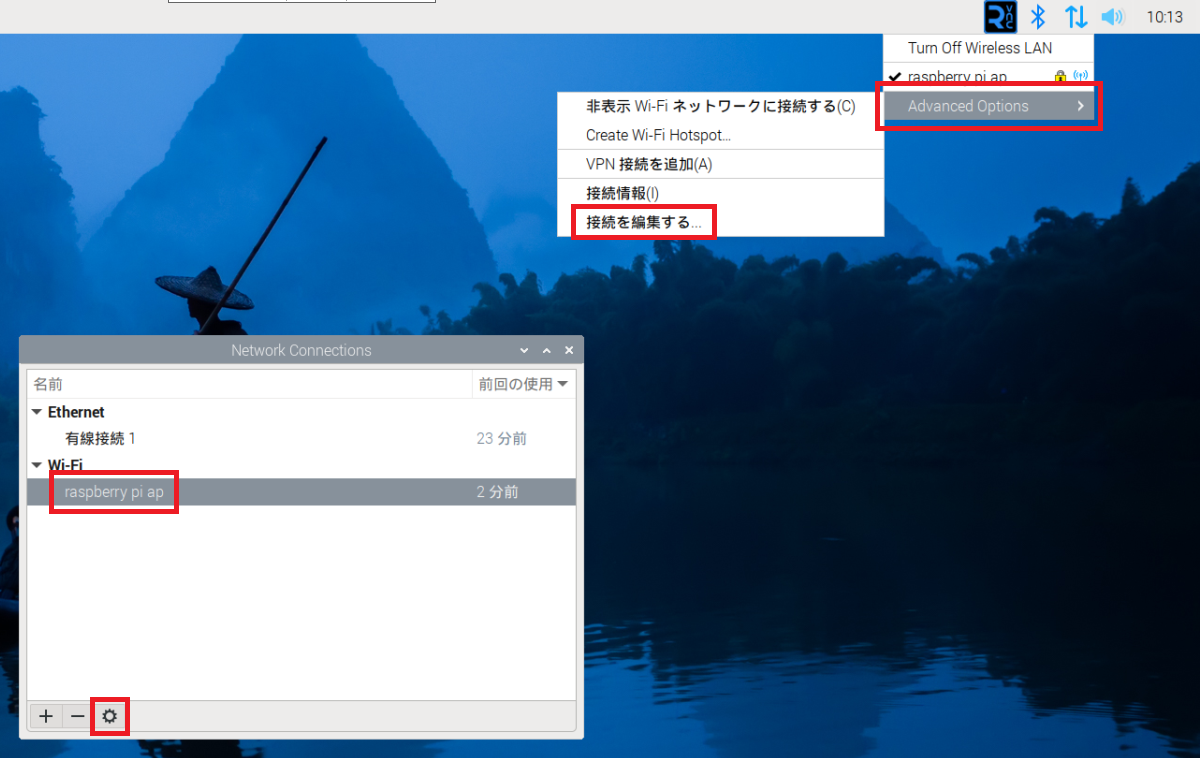 VNC
10:13
Turn Off Wireless LAN
raspberry pi ap
Advanced Options
非表示 Wi-Fi ネットワークに接続する(C)
Create Wi-Fi Hotspot...
VPN 接続を追加(A)
接続情報(I)
接続を編集する...
Network Connections
名前 前回の使用
Ethernet
有線接続 1 23 分前
Wi-Fi
raspberry pi ap 2 分前